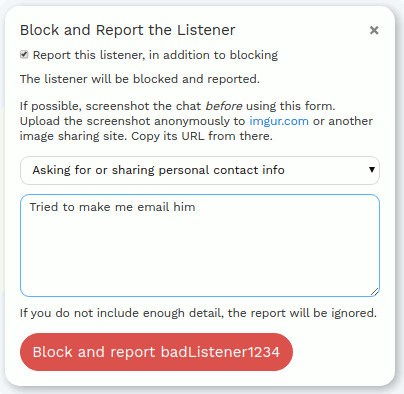 Block and Report the Listener ×
Report this listener, in addition to blocking
The listener will be blocked and reported.
If possible, screenshot the chat before using this form.
Upload the screenshot anonymously to imgur.com or another
image sharing site. Copy its URL from there.
Asking for or sharing personal contact info
Tried to make me email him
If you do not include enough detail, the report will be ignored.
Block and report badListener1234